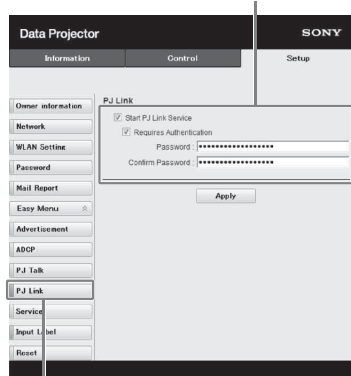 Data Projector
SONY
Information
Control
Setup
Owner information
Network
WLAN Setting
Password
Mail Report
Easy Menu
Advertisement
ADCP
PJ Talk
PJ Link
Service
Input Label
Reset
PJ Link
Start PJ Link Service
Requires Authentication
Password : ••••••••••••••••••
Confirm Password : ••••••••••••••••••
Apply